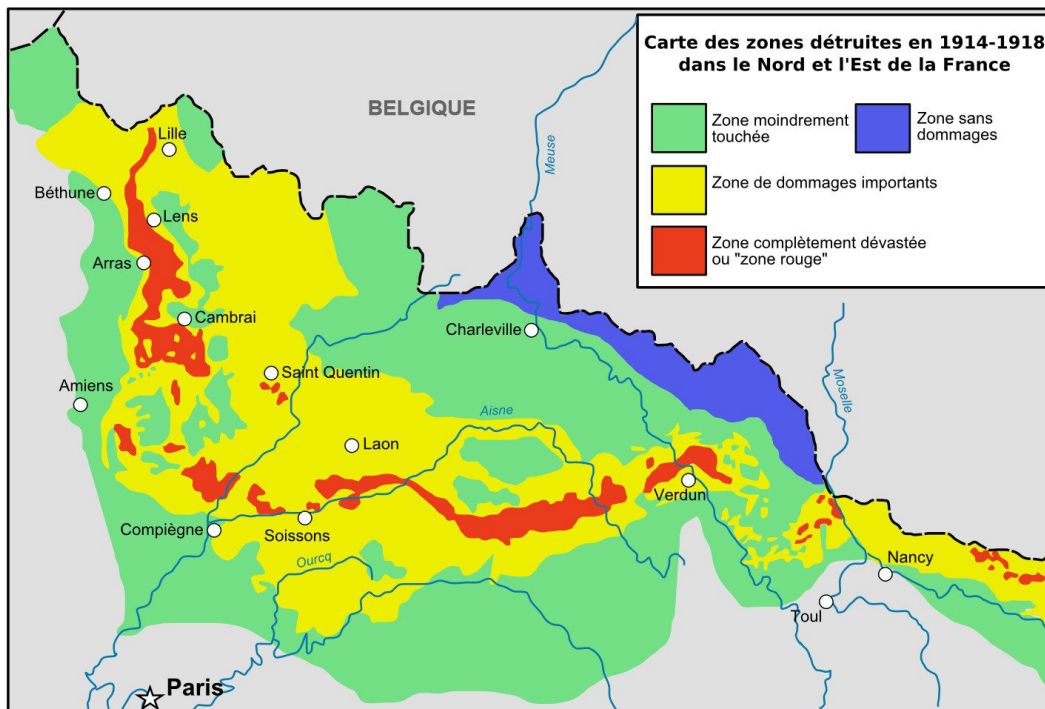 Carte des zones détruites en 1914-1918
dans le Nord et l'Est de la France
Zone moindrement
touchée
Zone sans
dommages
Zone de dommages importants
Zone complètement dévastée
ou "zone rouge"
BELGIQUE
Meuse
Lille
Béthune
Lens
Arras
Cambrai
Charleville
Saint Quentin
Moselle
Amiens
Aisne
Laon
Verdun
Compiègne
Soissons
Ourcq
Nancy
Toul
Paris